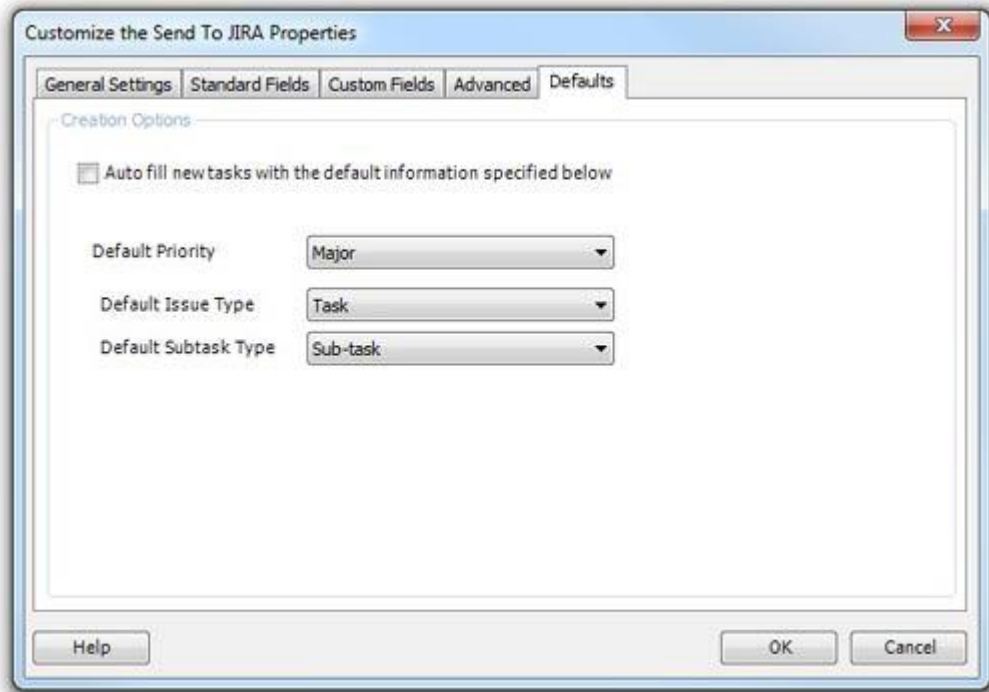 Customize the Send To JIRA Properties
General Settings Standard Fields Custom Fields Advanced Defaults
Creation Options
Auto fill new tasks with the default information specified below
Default Priority Major
Default Issue Type Task
Default Subtask Type Sub-task
Help OK Cancel